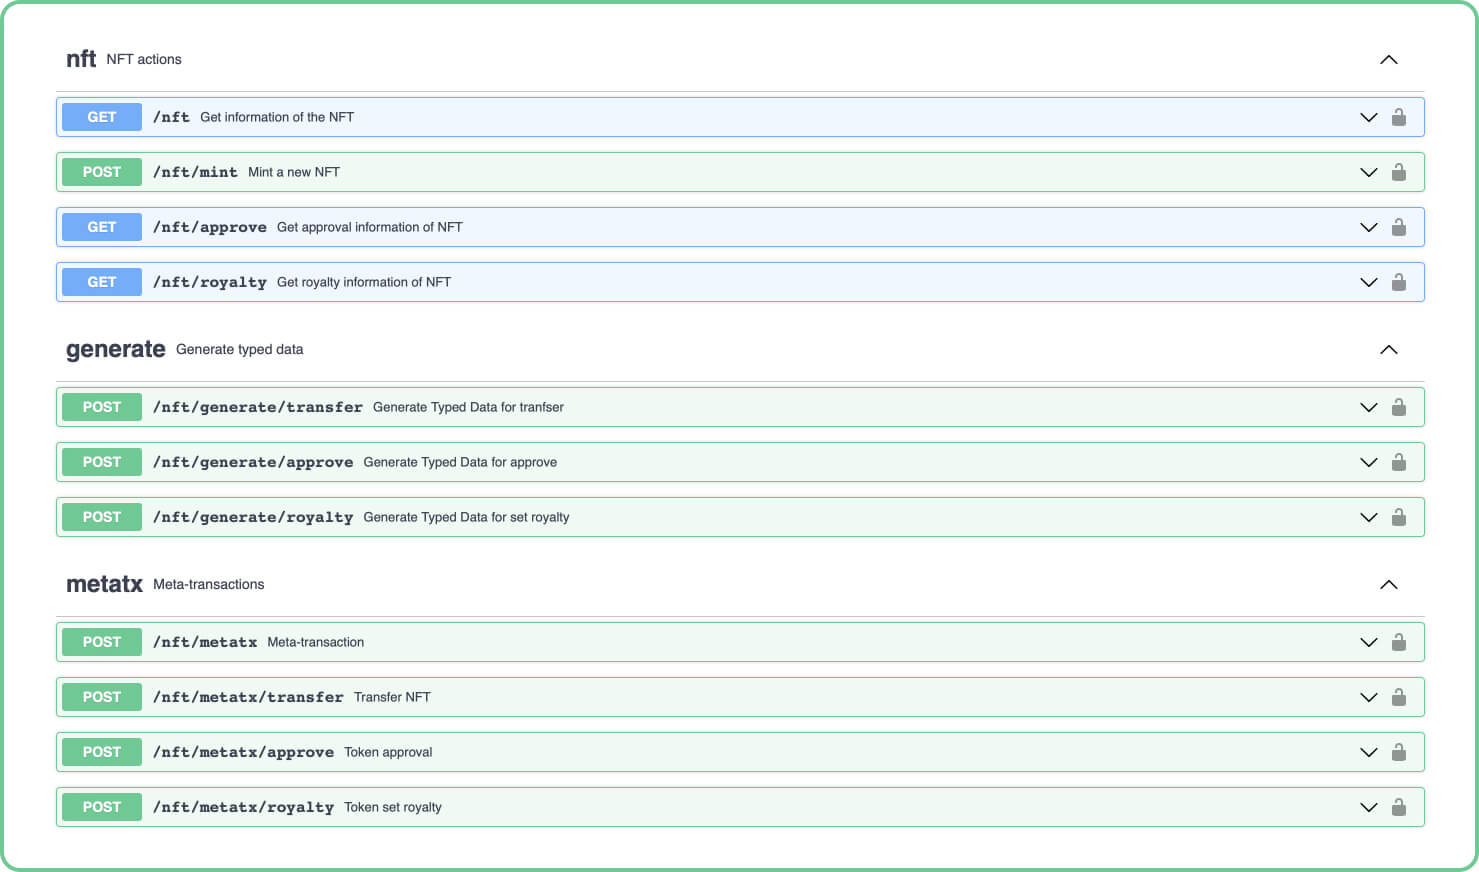 nft NFT actions
GET /nft Get information of the NFT
POST /nft/mint Mint a new NFT
GET /nft/approve Get approval information of NFT
GET /nft/royalty Get royalty information of NFT
generate Generate typed data
POST /nft/generate/transfer Generate Typed Data for tranfser
POST /nft/generate/approve Generate Typed Data for approve
POST /nft/generate/royalty Generate Typed Data for set royalty
metatx Meta-transactions
POST /nft/metatx Meta-transaction
POST /nft/metatx/transfer Transfer NFT
POST /nft/metatx/approve Token approval
POST /nft/metatx/royalty Token set royalty